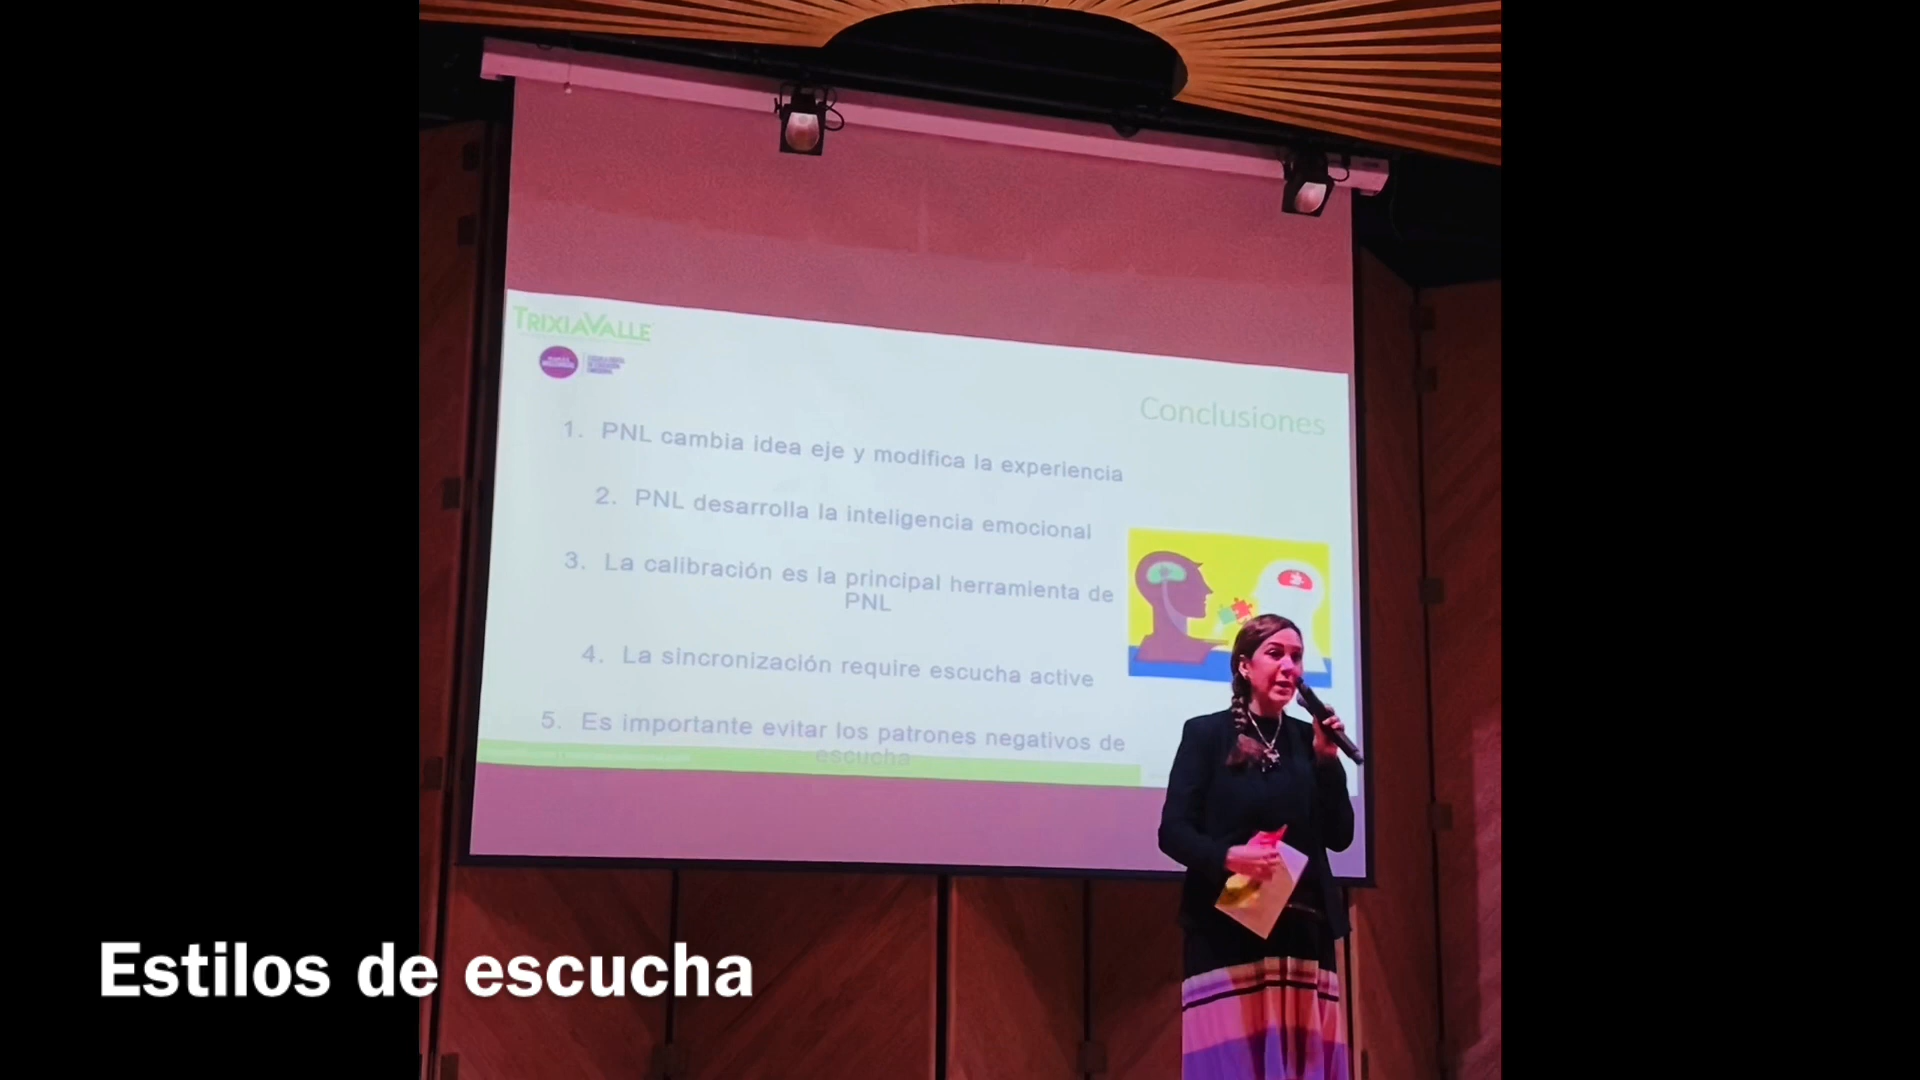 TRIXIAVALLE
Conclusiones
1. PNL cambia idea eje y modifica la experiencia
2. PNL desarrolla la inteligencia emocional
3. La calibración es la principal herramienta de
PNL
4. La sincronización require escucha active
5. Es importante evitar los patrones negativos de
escucha
Estilos de escucha